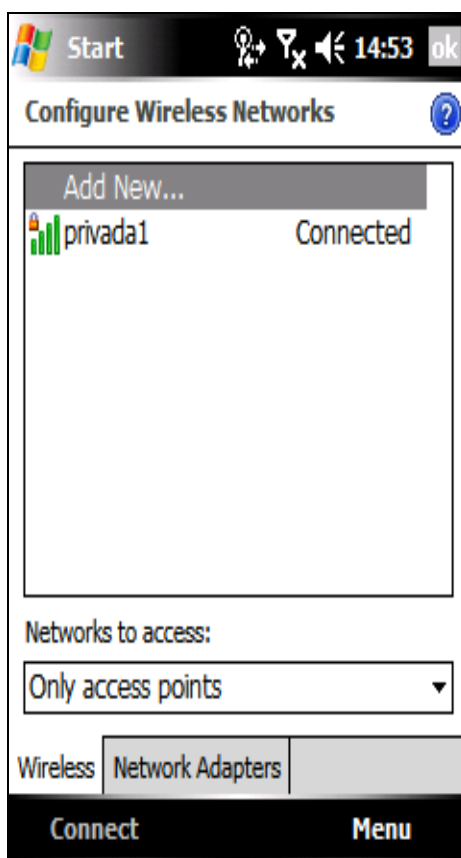 Start 14:53 ok
Configure Wireless Networks ?
Add New...
privada1 Connected
Networks to access:
Only access points
Wireless Network Adapters
Connect Menu